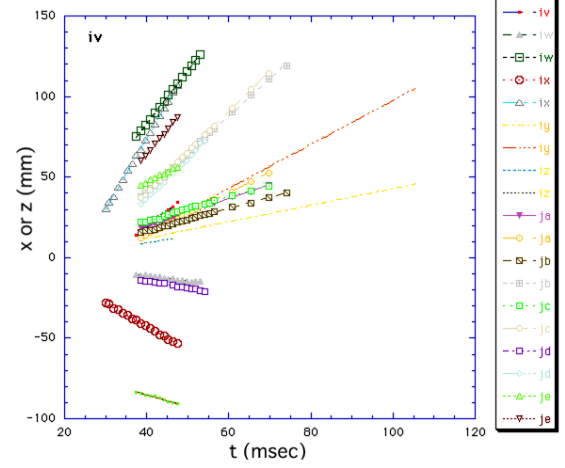 iv
150
100
50
0
-50
-100
20
40
60
80
100
120
x or z (mm)
t (msec)
iv
iw
iw
ix
ix
iy
iy
iz
iz
ja
ja
jb
jb
jc
jc
jd
jd
je
je